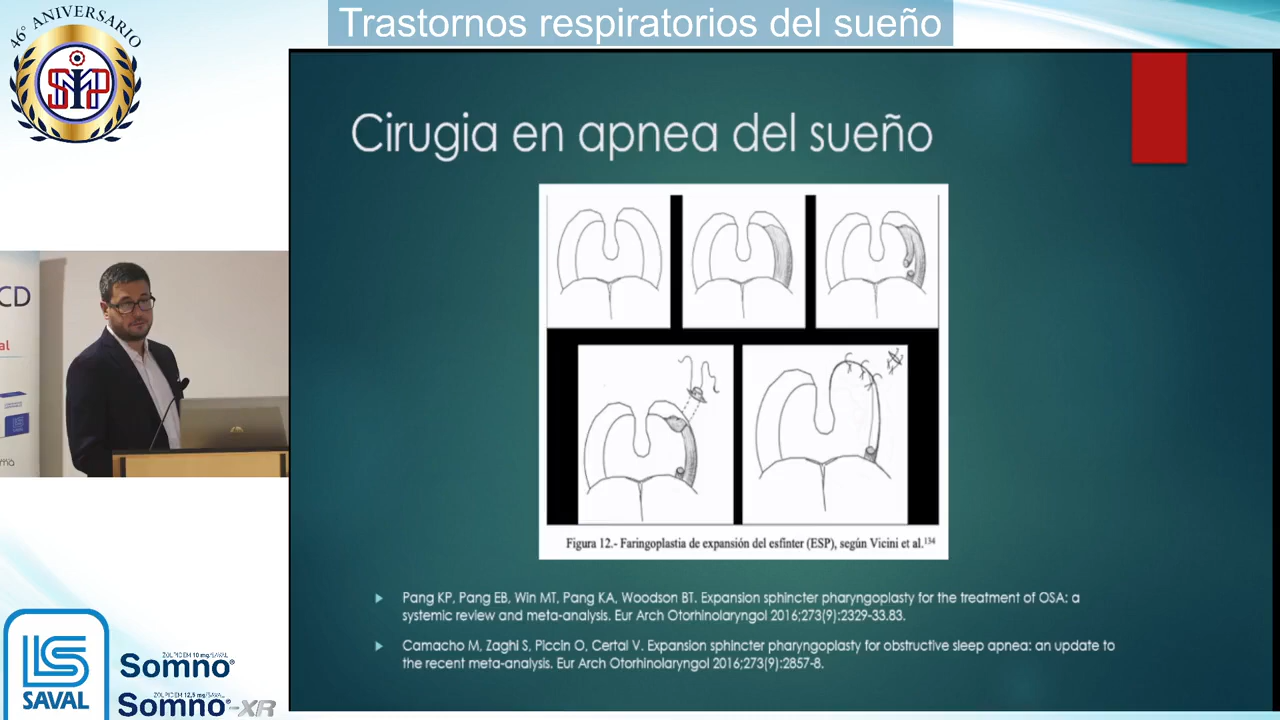 Trastornos respiratorios del sueño
46° ANIVERSARIO
SMP
Cirugia en apnea del sueño
Figura 12.- Faringoplastia de expansión del esfínter (ESP), según Vicini et al.134
Pang KP, Pang EB, Win MT, Pang KA, Woodson BT. Expansion sphincter pharyngoplasty for the treatment of OSA: a
systemic review and meta-analysis. Eur Arch Otorhinolaryngol 2016;273(9):2329-33.83.
Camacho M, Zaghi S, Piccin O, Certal V. Expansion sphincter pharyngoplasty for obstructive sleep apnea: an update to
the recent meta-analysis. Eur Arch Otorhinolaryngol 2016;273(9):2857-8.
CD
al
ma
LS
SAVAL
ZOLPIDEM 10 mg/SAVAL
Somno®
ZOLPIDEM 12,5 mg/SAVAL
Somno®-XR